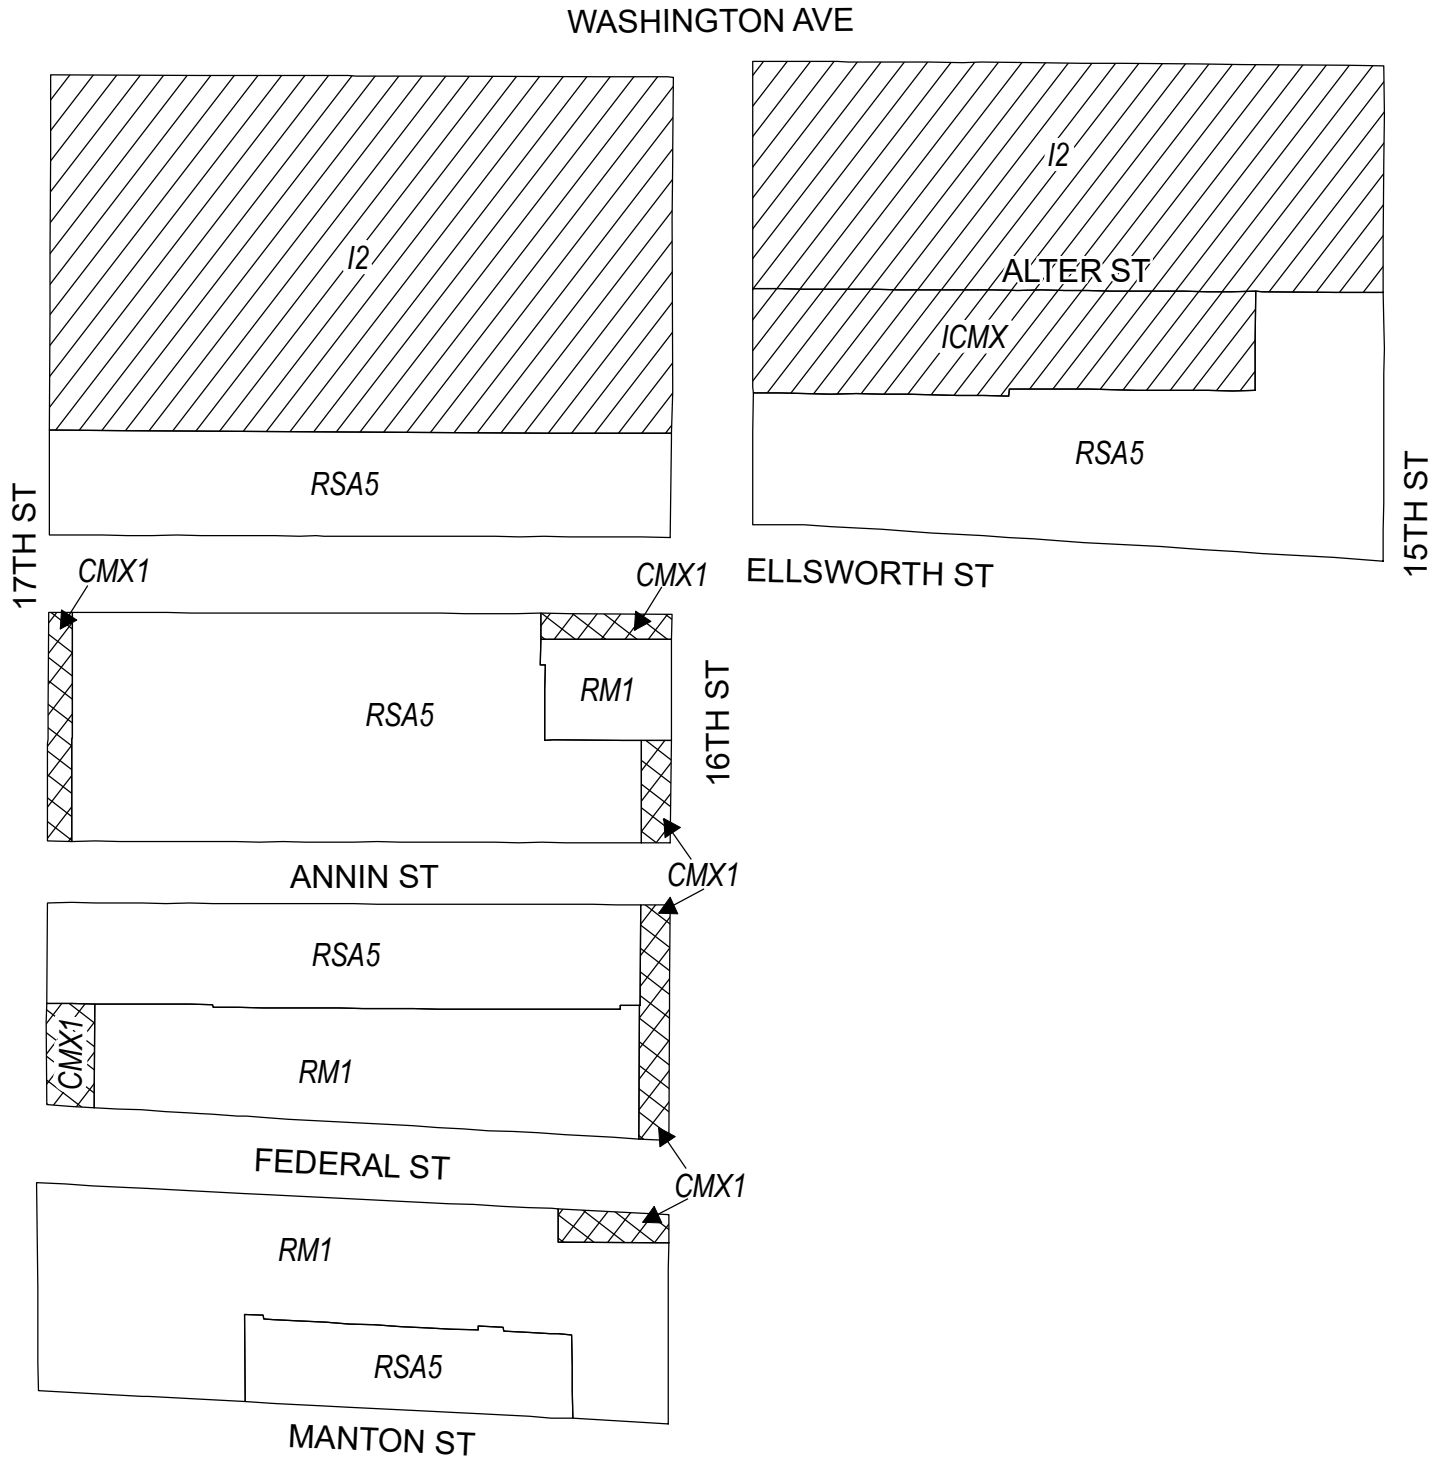 WASHINGTON AVE
I2
I2
ALTER ST
ICMX
RSA5
RSA5
17TH ST
15TH ST
CMX1
CMX1
ELLSWORTH ST
RSA5
RM1
16TH ST
ANNIN ST
CMX1
RSA5
CMX1
RM1
FEDERAL ST
CMX1
RM1
RSA5
MANTON ST